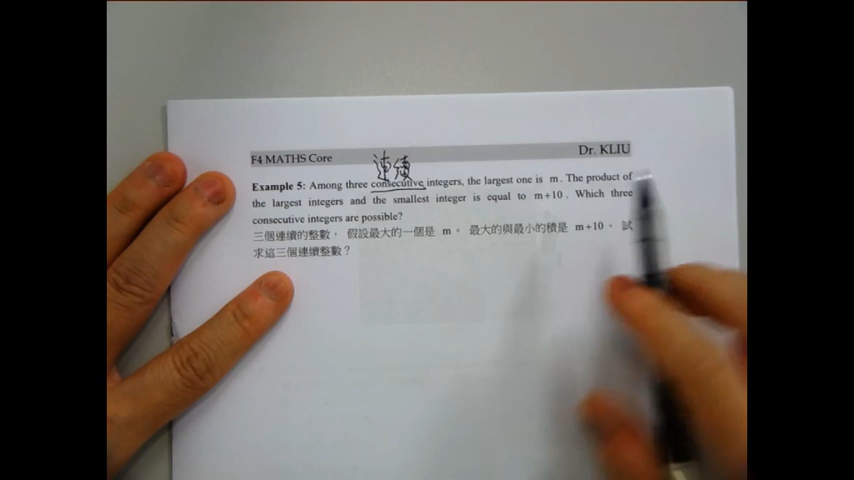 F4 MATHS Core Dr. KLIU
連續
Example 5: Among three consecutive integers, the largest one is m. The product of
the largest integers and the smallest integer is equal to m+10. Which three
consecutive integers are possible?
三個連續的整數。假設最大的一個是 m。最大的與最小的積是 m+10。試
求這三個連續整數？